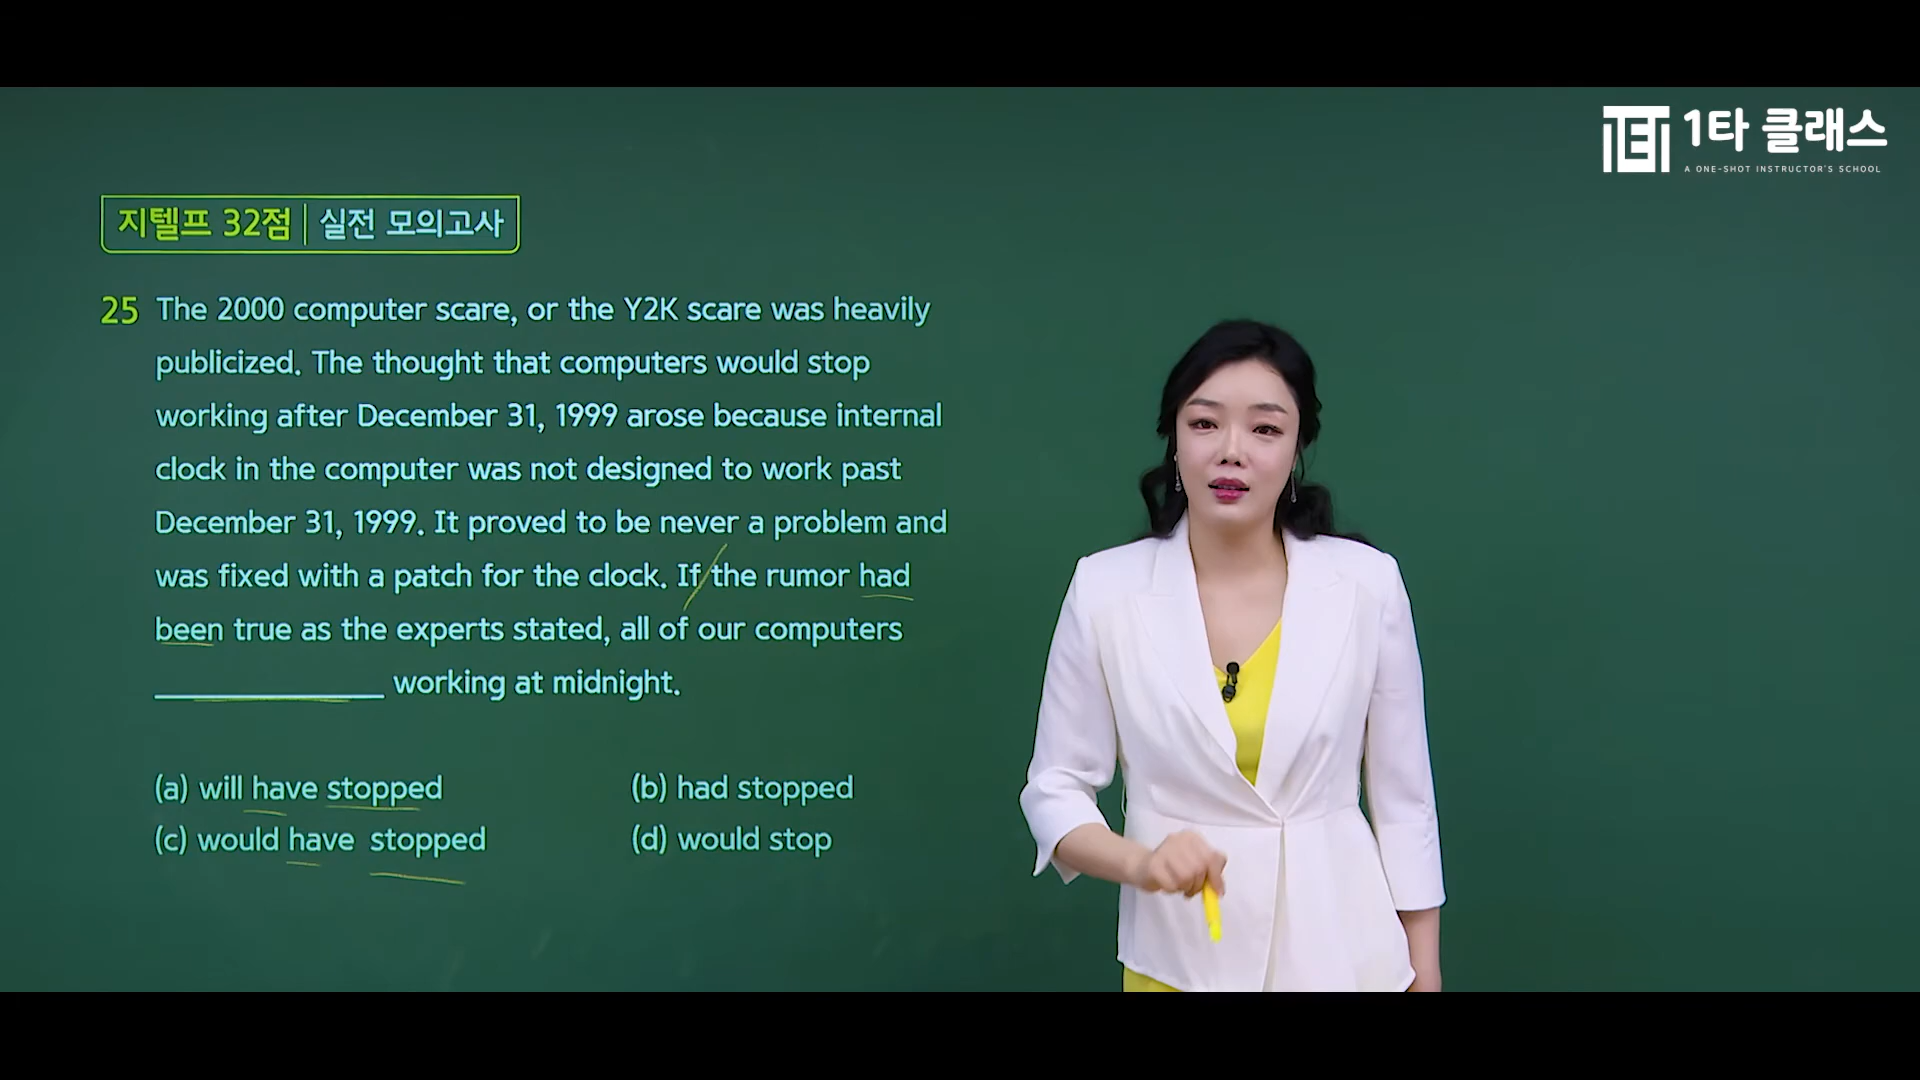 1타 클래스
A ONE-SHOT INSTRUCTOR'S SCHOOL
지텔프 32점 | 실전 모의고사
25 The 2000 computer scare, or the Y2K scare was heavily
publicized. The thought that computers would stop
working after December 31, 1999 arose because internal
clock in the computer was not designed to work past
December 31, 1999. It proved to be never a problem and
was fixed with a patch for the clock. If the rumor had
been true as the experts stated, all of our computers
____________ working at midnight.
(a) will have stopped (b) had stopped
(c) would have stopped (d) would stop